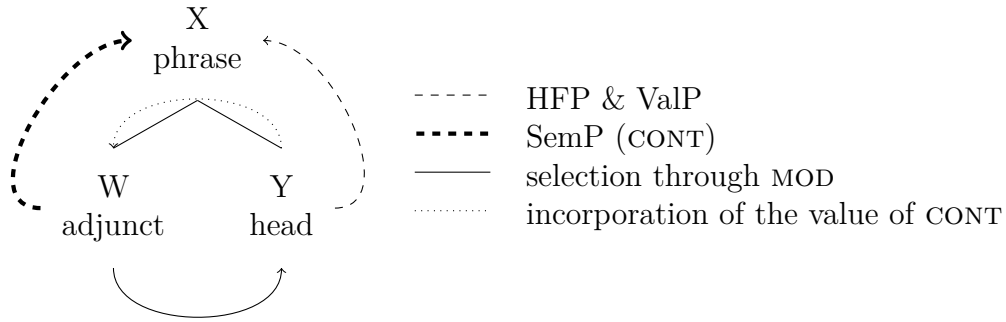 X
phrase
W
adjunct
Y
head
HFP & ValP
SemP (CONT)
selection through MOD
incorporation of the value of CONT